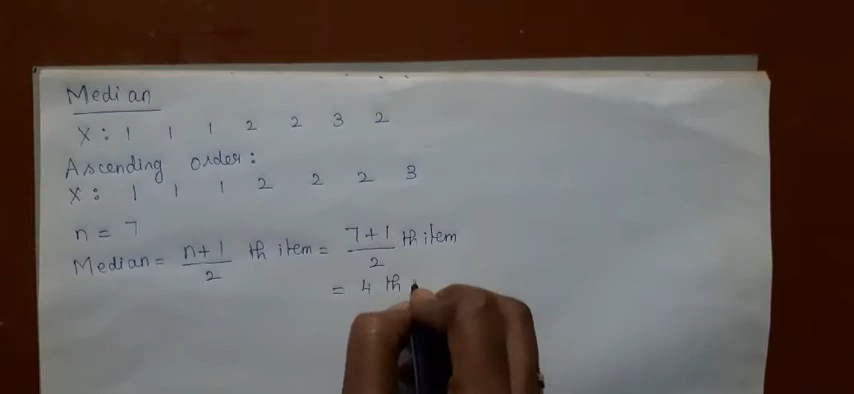 Median
X : 1 1 1 2 2 3 2
Ascending order :
X : 1 1 1 2 2 2 3
n = 7
Median = n+1/2 th item = 7+1/2 th item
= 4 th